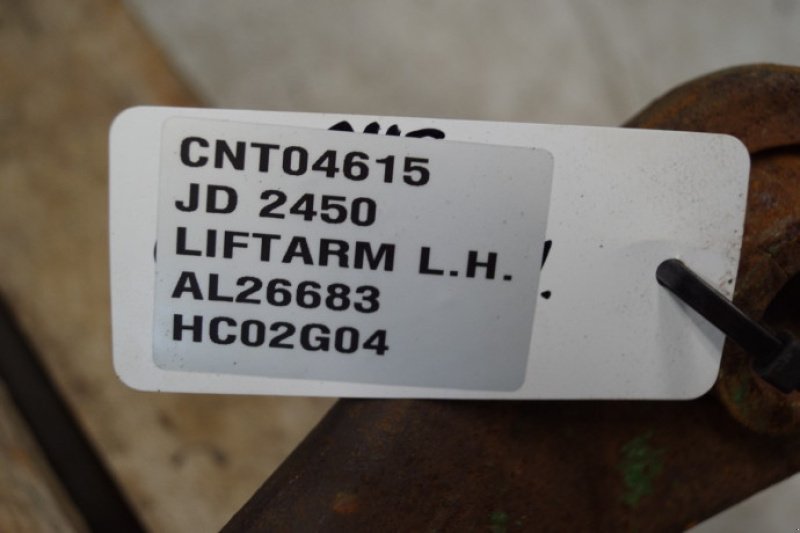 CNT04615
JD 2450
LIFTARM L.H.
AL26683
HC02G04